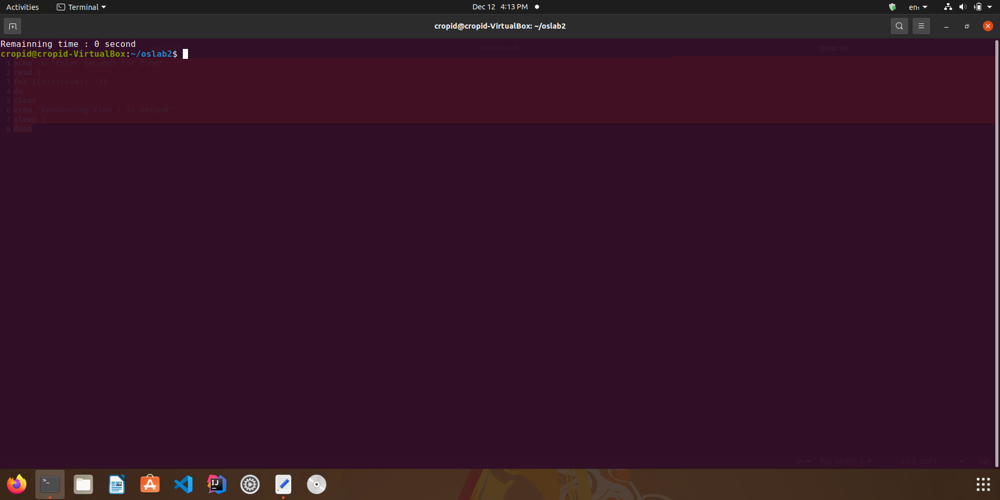 Activities Terminal Dec 12 4:13 PM en₁
cropid@cropid-VirtualBox: ~/oslab2
Remainning time : 0 second
reverse.sh timer.sh
cropid@cropid-VirtualBox:~/oslab2$
1 echo -n "Enter seconds for timer :
2 read t
3 for ((i=t;i>=0;i--))
4 do
5 clear
6 echo "Remainning time : $i second"
7 sleep 1
8 done
sh Tab Width: 4 Ln 1, Col 1 INS